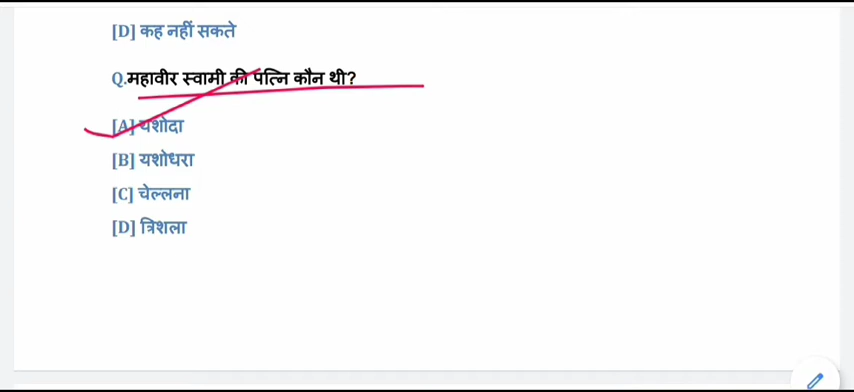 [D] कह नहीं सकते
Q.महावीर स्वामी की पत्नि कौन थी?
[A] यशोदा
[B] यशोधरा
[C] चेल्लना
[D] त्रिशला